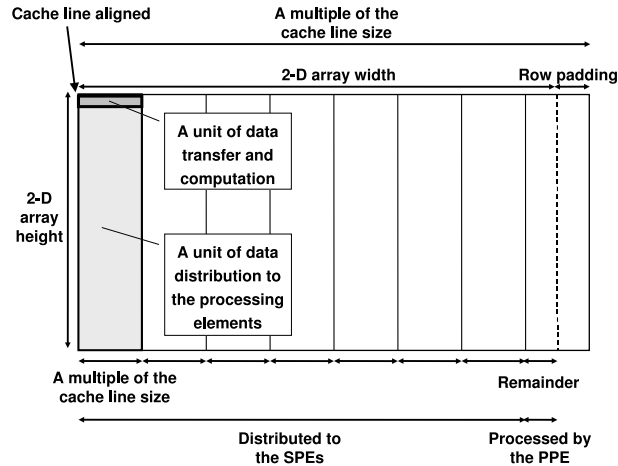 Cache line aligned
A multiple of the
cache line size
2-D array width
Row padding
A unit of data
transfer and
computation
2-D
array
height
A unit of data
distribution to
the processing
elements
A multiple of the
cache line size
Remainder
Distributed to
the SPEs
Processed by
the PPE